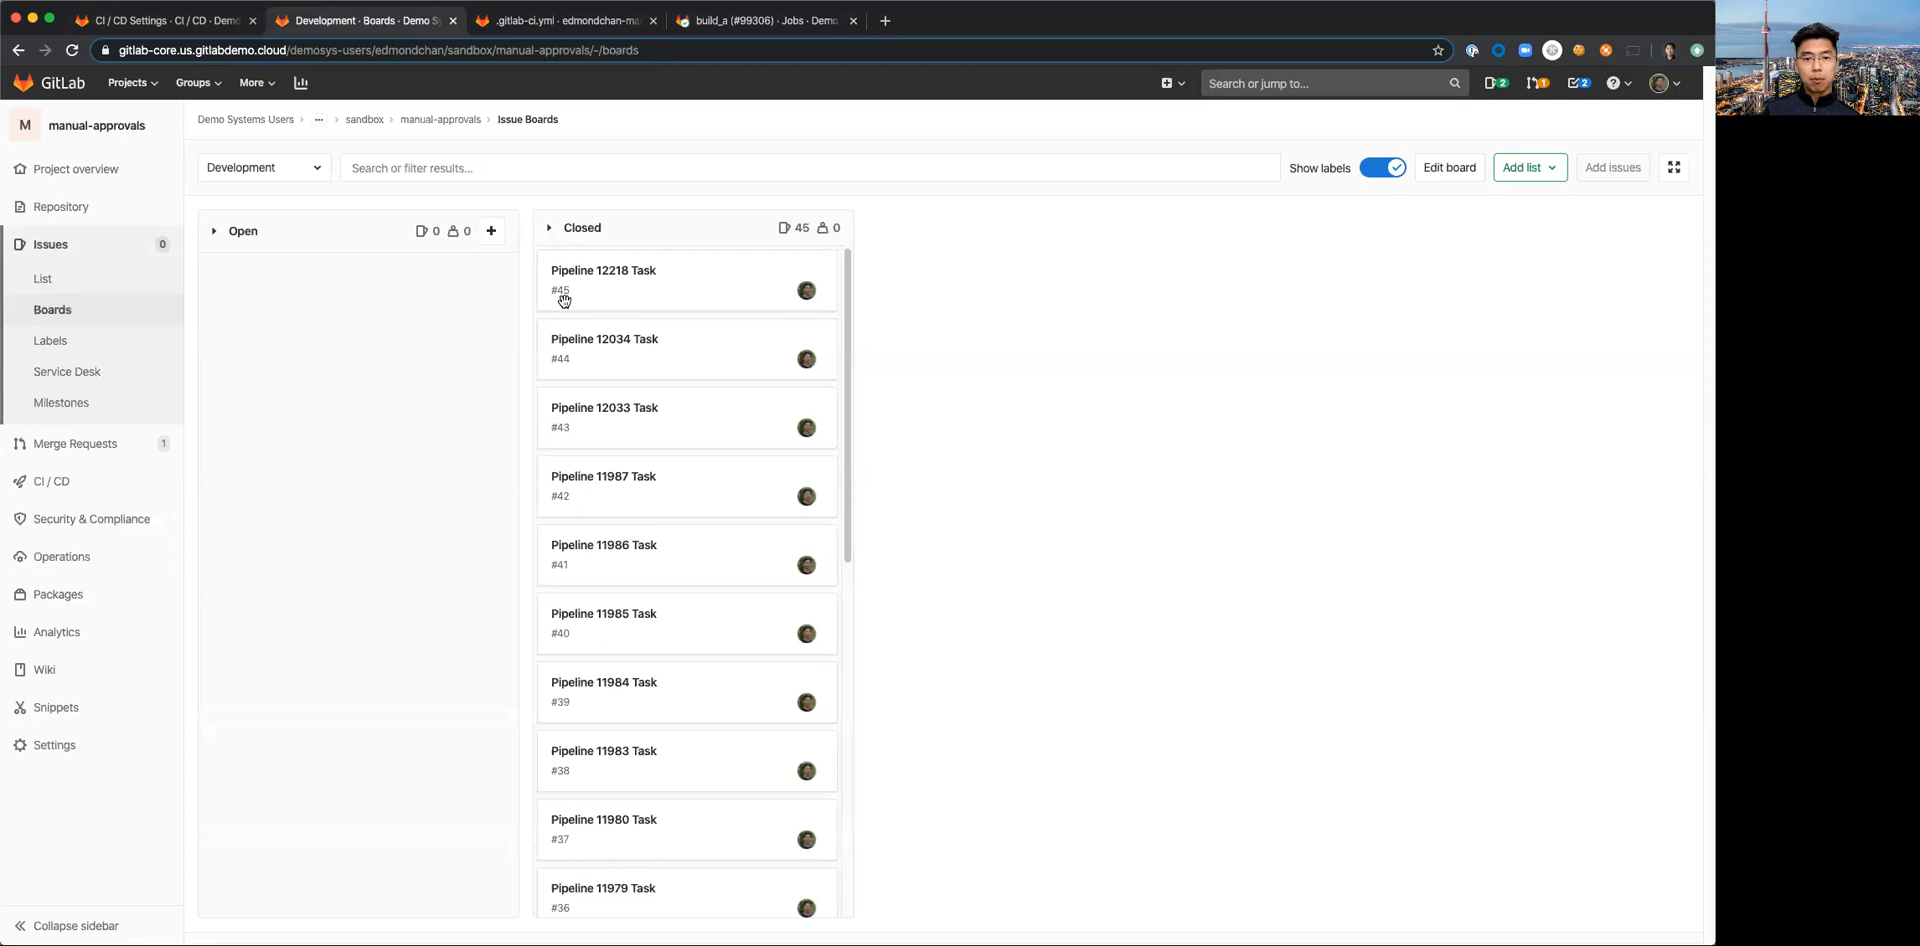 CI / CD Settings · CI / CD · Demo
Development · Boards · Demo Sy
.gitlab-ci.yml · edmondchan-ma
build_a (#99306) · Jobs · Demo
gitlab-core.us.gitlabdemo.cloud/demosys-users/edmondchan/sandbox/manual-approvals/-/boards
GitLab
Projects
Groups
More
Search or jump to...
2
1
2
M
manual-approvals
Demo Systems Users › ··· › sandbox › manual-approvals › Issue Boards
Project overview
Repository
Issues 0
List
Boards
Labels
Service Desk
Milestones
Merge Requests 1
CI / CD
Security & Compliance
Operations
Packages
Analytics
Wiki
Snippets
Settings
Collapse sidebar
Development
Search or filter results...
Show labels
Edit board
Add list
Add issues
Open 0 0
Closed 45 0
Pipeline 12218 Task
#45
Pipeline 12034 Task
#44
Pipeline 12033 Task
#43
Pipeline 11987 Task
#42
Pipeline 11986 Task
#41
Pipeline 11985 Task
#40
Pipeline 11984 Task
#39
Pipeline 11983 Task
#38
Pipeline 11980 Task
#37
Pipeline 11979 Task
#36